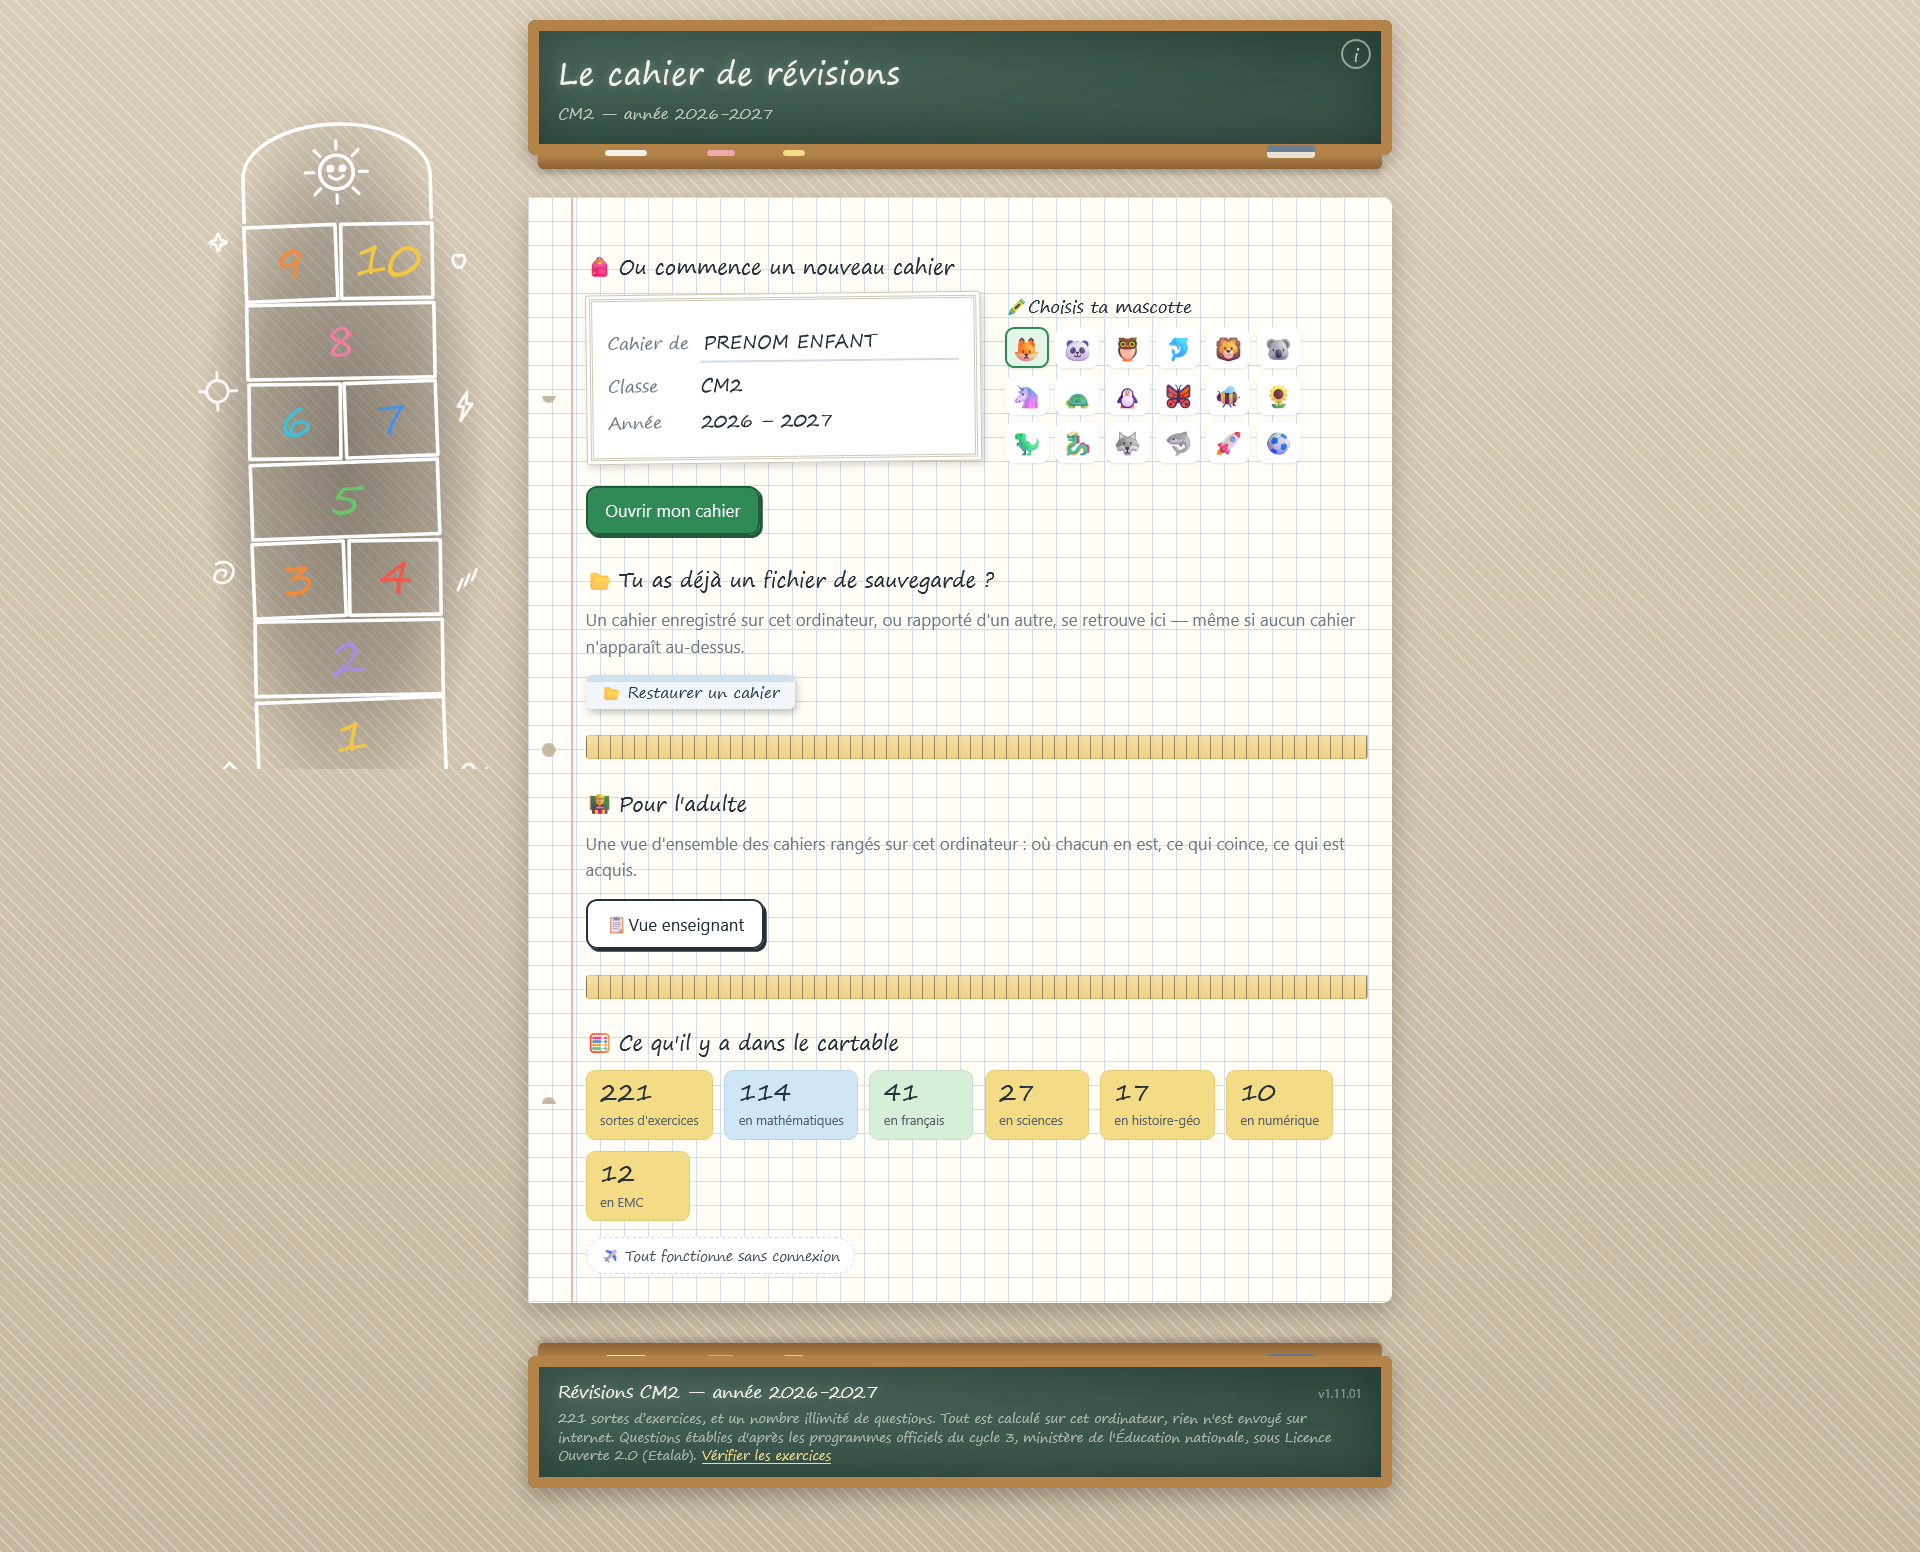 Le cahier de révisions
CM2 — année 2026-2027
i
9 10
8
6 7
5
3 4
2
1
Ou commence un nouveau cahier
Cahier de PRENOM ENFANT
Classe CM2
Année 2026 – 2027
Choisis ta mascotte
Ouvrir mon cahier
Tu as déjà un fichier de sauvegarde ?
Un cahier enregistré sur cet ordinateur, ou rapporté d'un autre, se retrouve ici — même si aucun cahier
n'apparaît au-dessus.
Restaurer un cahier
Pour l'adulte
Une vue d'ensemble des cahiers rangés sur cet ordinateur : où chacun en est, ce qui coince, ce qui est
acquis.
Vue enseignant
Ce qu'il y a dans le cartable
221 114 41 27 17 10
sortes d'exercices en mathématiques en français en sciences en histoire-géo en numérique
12
en EMC
Tout fonctionne sans connexion
Révisions CM2 — année 2026-2027
v1.11.01
221 sortes d'exercices, et un nombre illimité de questions. Tout est calculé sur cet ordinateur, rien n'est envoyé sur
internet. Questions établies d'après les programmes officiels du cycle 3, ministère de l'Éducation nationale, sous Licence
Ouverte 2.0 (Etalab). Vérifier les exercices